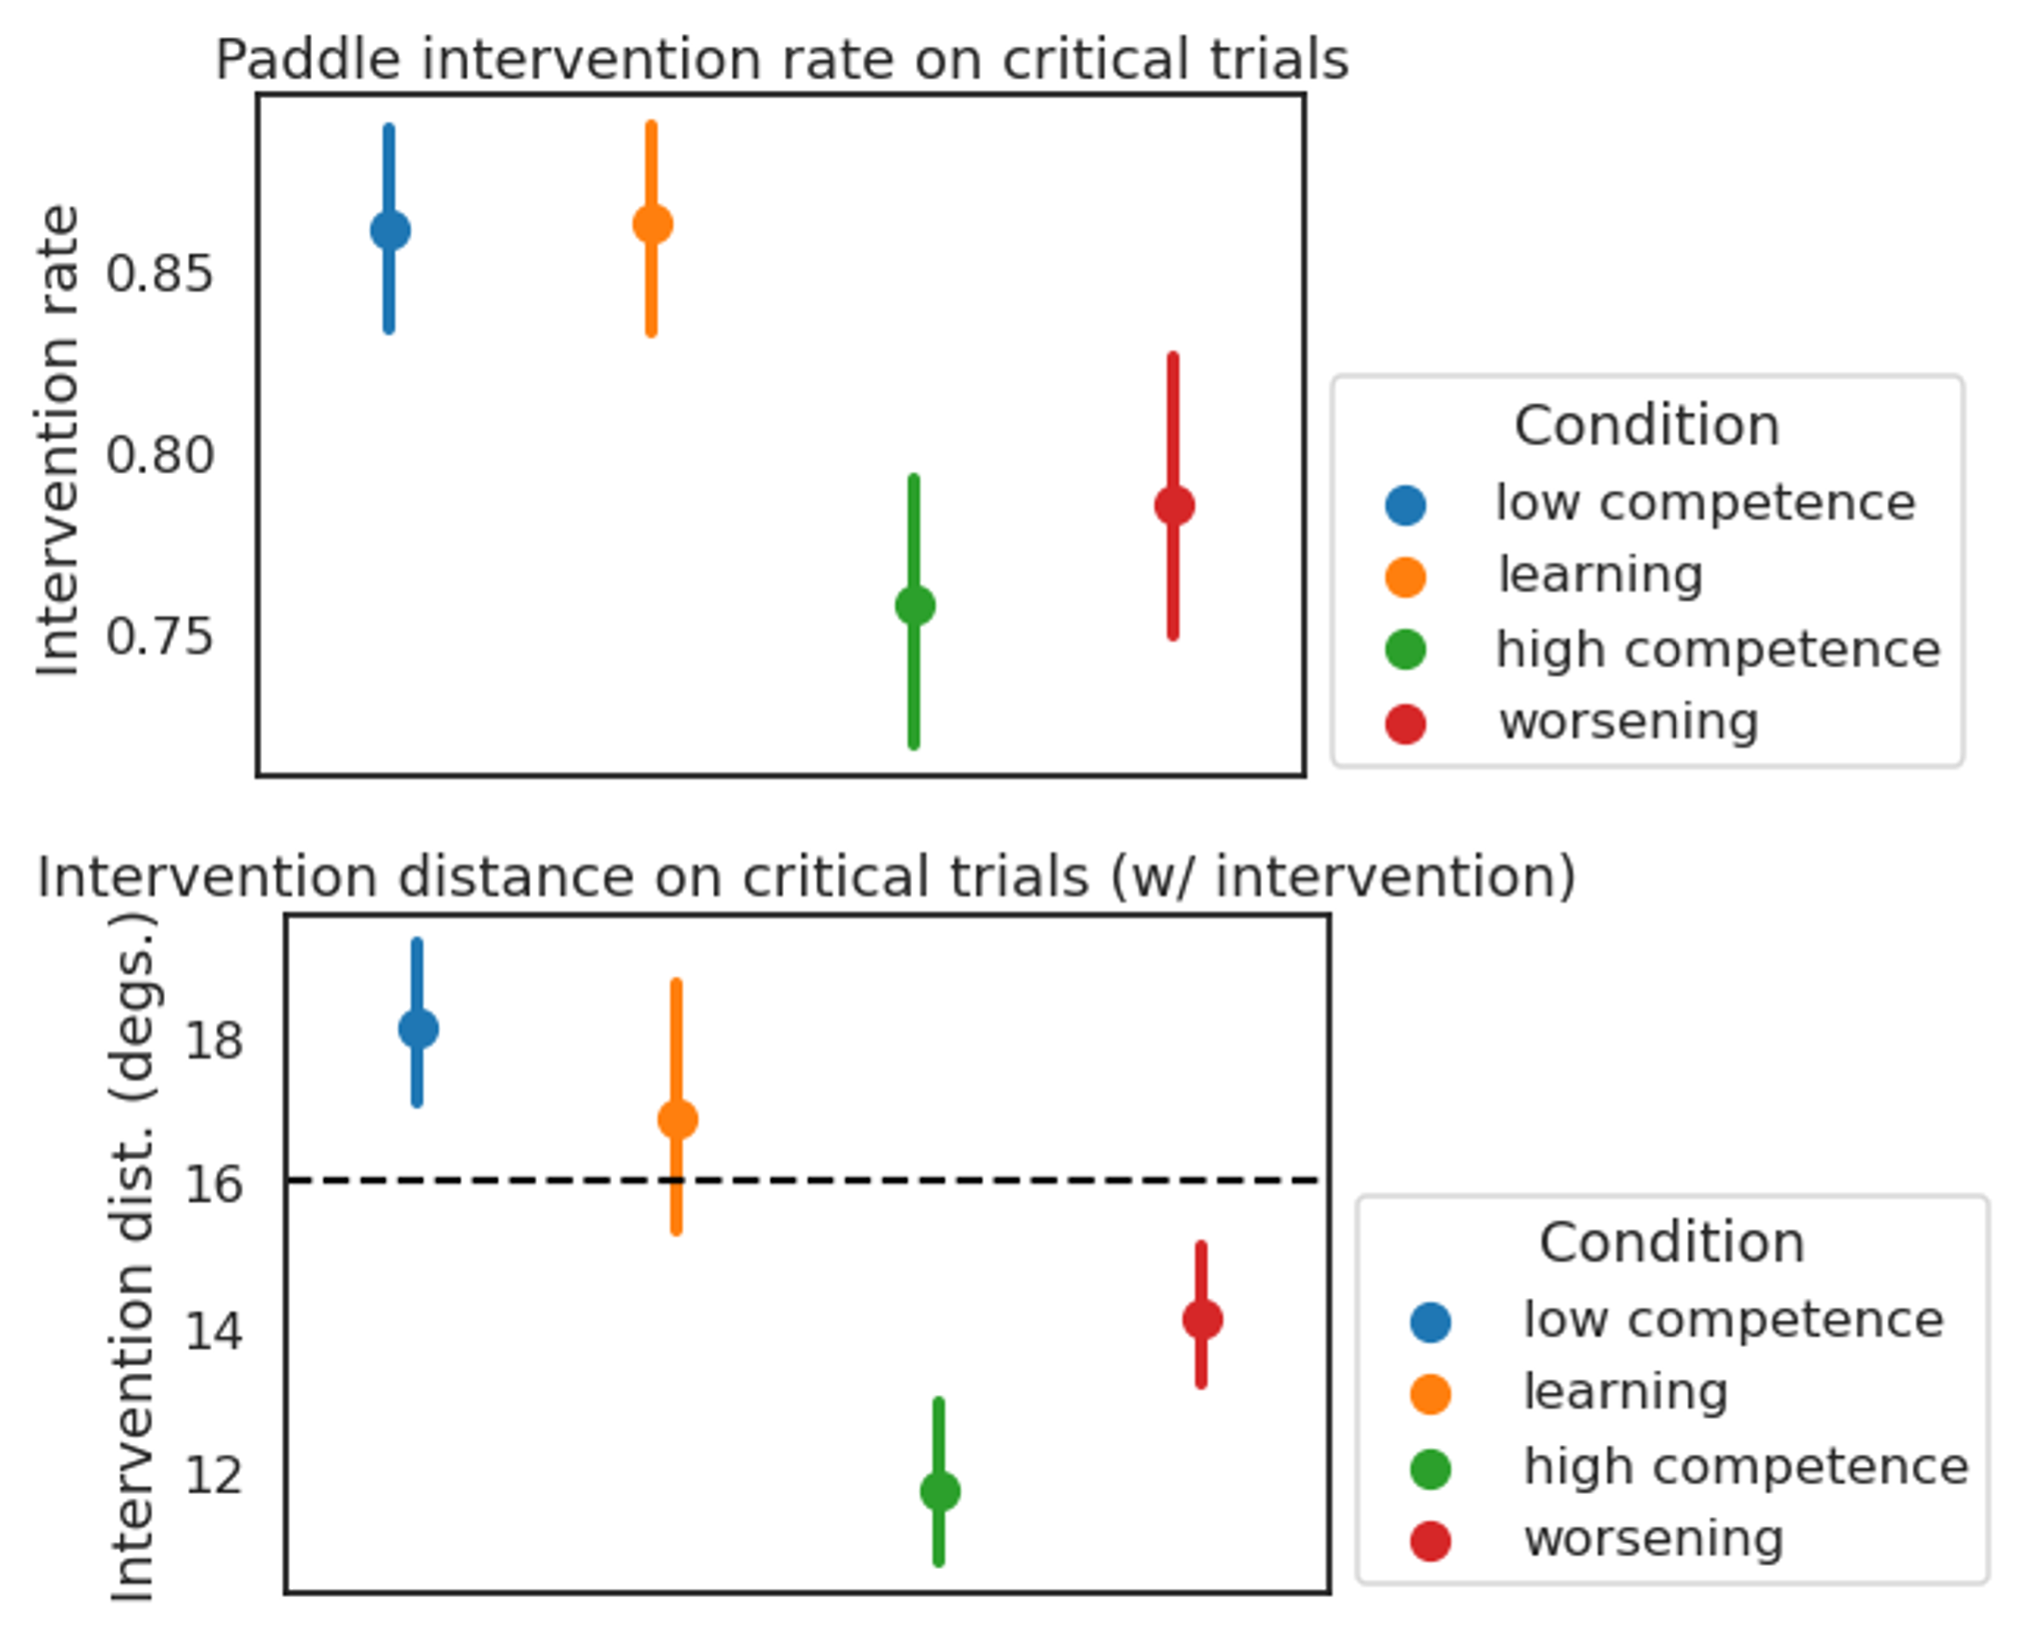 Paddle intervention rate on critical trials
Intervention rate
0.85
0.80
0.75
Condition
low competence
learning
high competence
worsening
Intervention distance on critical trials (w/ intervention)
Intervention dist. (degs.)
18
16
14
12
Condition
low competence
learning
high competence
worsening